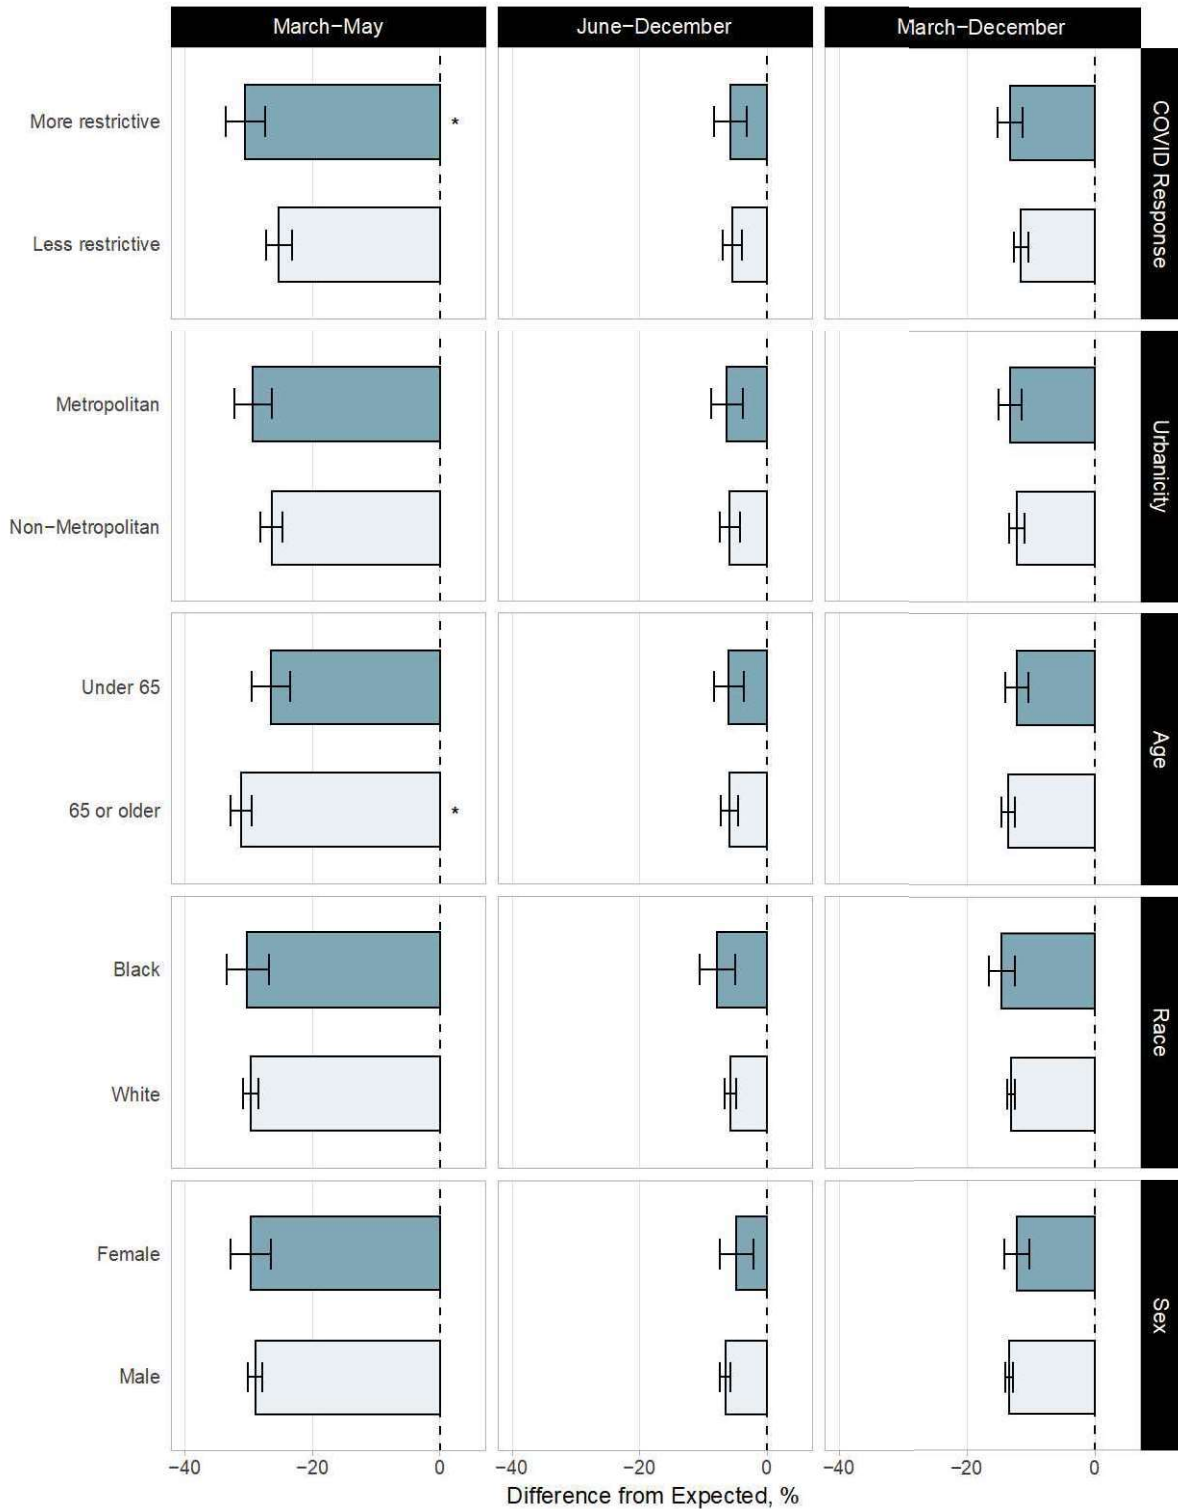 March−May
June−December
March−December
More restrictive
*
Less restrictive
COVID Response
Metropolitan
Non−Metropolitan
Urbanicity
Under 65
65 or older
*
Age
Black
White
Race
Female
Male
Sex
−40 −20 0 −40 −20 0 −40 −20 0
Difference from Expected, %